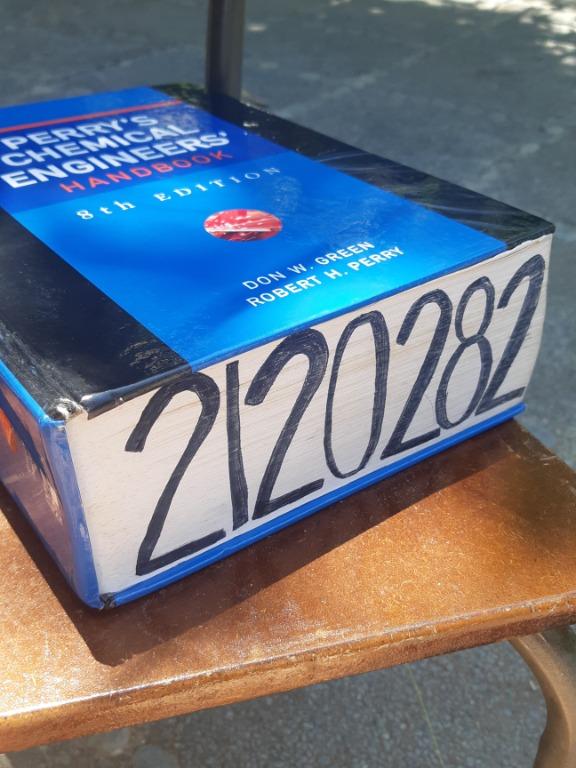 PERRY'S
CHEMICAL
ENGINEERS'
HANDBOOK
8th EDITION
DON W. GREEN
ROBERT H. PERRY
2120282